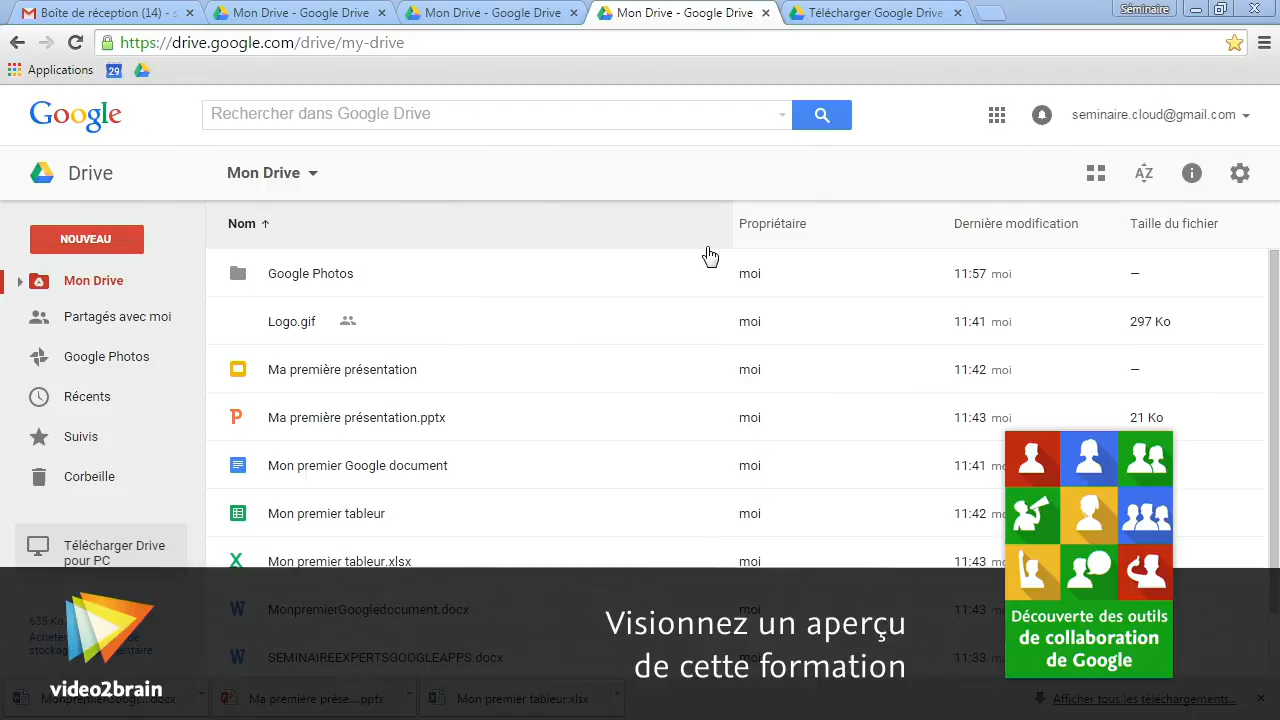 Boîte de réception (14) - s
Mon Drive - Google Drive
Mon Drive - Google Drive
Mon Drive - Google Drive
Télécharger Google Drive
Séminaire
https://drive.google.com/drive/my-drive
Applications
29
Google
Rechercher dans Google Drive
seminaire.cloud@gmail.com
Drive
Mon Drive
AZ
NOUVEAU
Mon Drive
Partagés avec moi
Google Photos
Récents
Suivis
Corbeille
Télécharger Drive
pour PC
635 Ko
Nom
Propriétaire
Dernière modification
Taille du fichier
Google Photos
moi
11:57 moi
—
Logo.gif
moi
11:41 moi
297 Ko
Ma première présentation
moi
11:42 moi
—
Ma première présentation.pptx
moi
11:43 moi
21 Ko
Mon premier Google document
moi
11:41 moi
Mon premier tableur
moi
11:42 moi
Mon premier tableur.xlsx
moi
11:43 moi
MonpremierGoogledocument.docx
moi
11:43 moi
SEMINAIREEXPERTSGOOGLEAPPS.docx
moi
11:33 moi
video2brain
Visionnez un aperçu
de cette formation
Découverte des outils
de collaboration
de Google
Ma première prése....pptx
Mon premier tableur.xlsx
Afficher tous les téléchargements...